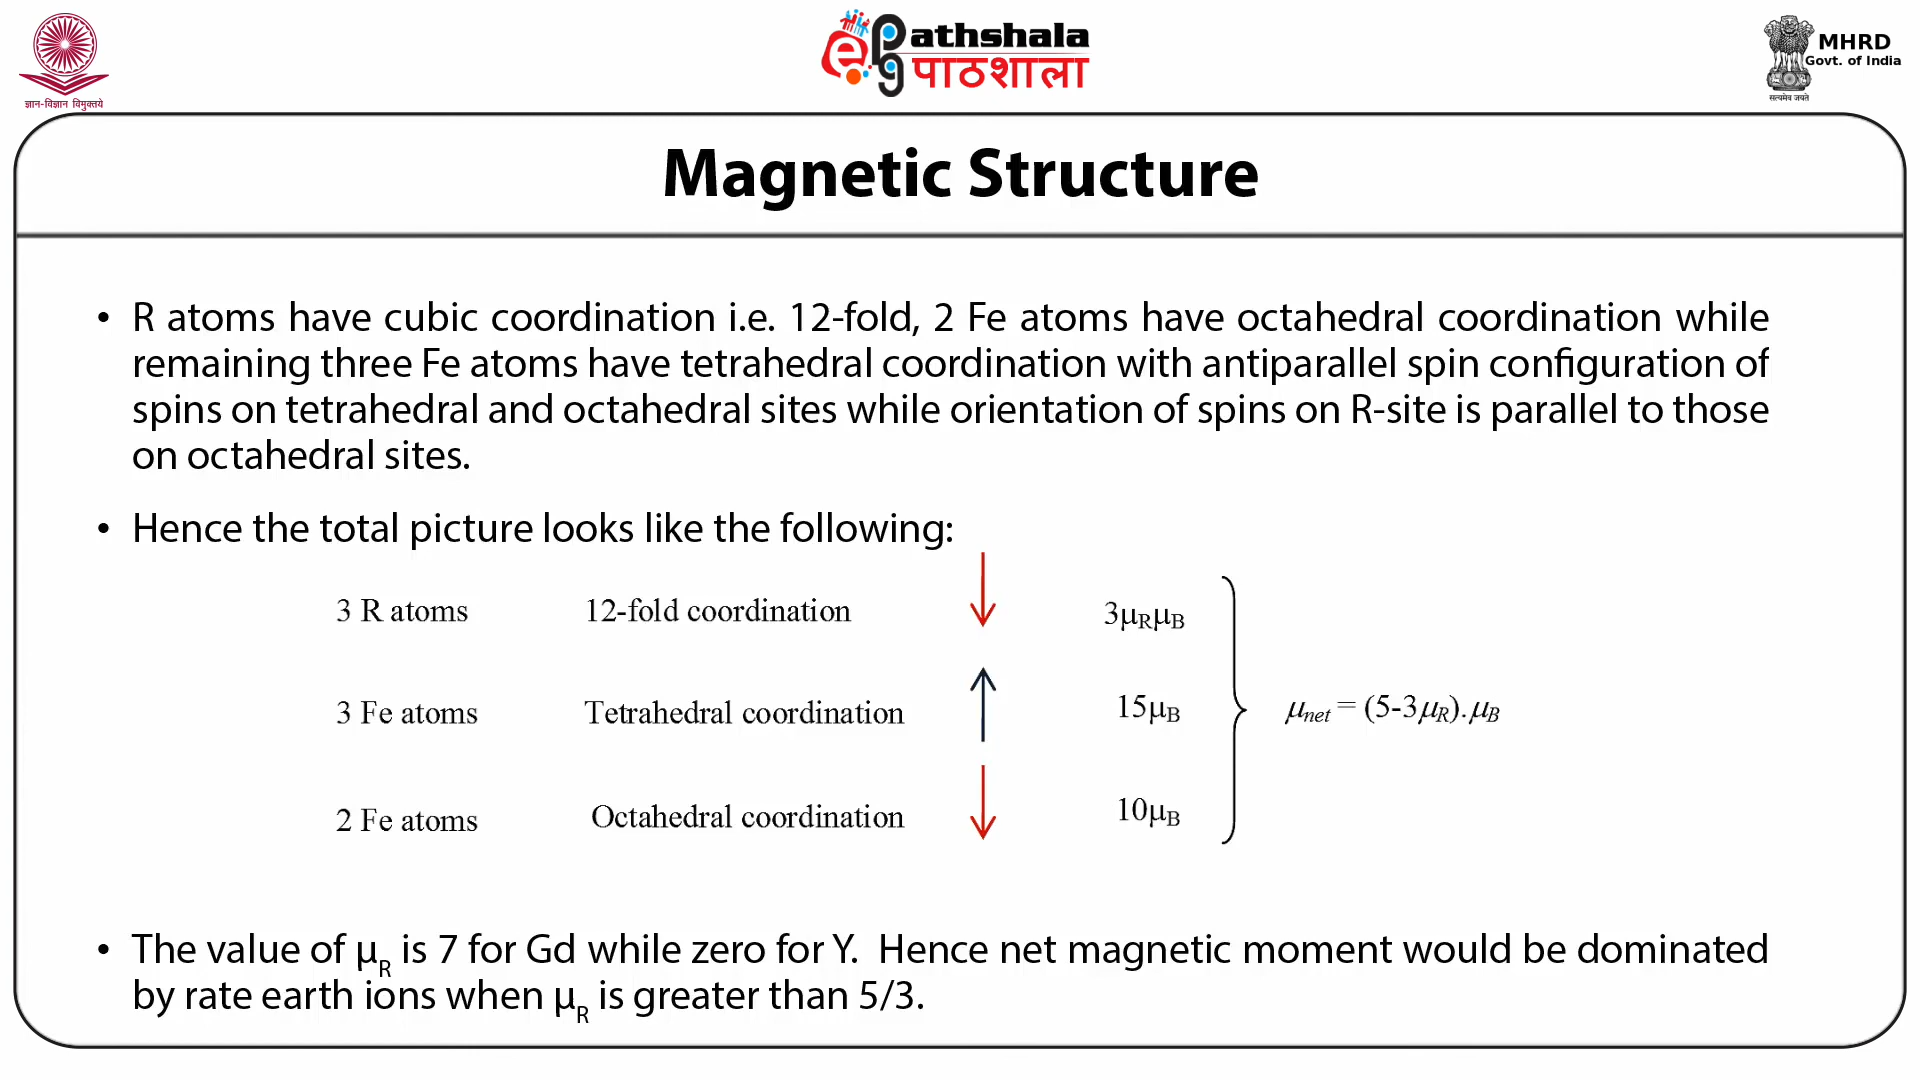 ज्ञान-विज्ञान विमुक्तये
ePathshala
पाठशाला
MHRD
Govt. of India
सत्यमेव जयते
Magnetic Structure
• R atoms have cubic coordination i.e. 12-fold, 2 Fe atoms have octahedral coordination while
remaining three Fe atoms have tetrahedral coordination with antiparallel spin configuration of
spins on tetrahedral and octahedral sites while orientation of spins on R-site is parallel to those
on octahedral sites.
• Hence the total picture looks like the following:
3 R atoms 12-fold coordination 3μRμB
3 Fe atoms Tetrahedral coordination 15μB μnet = (5-3μR).μB
2 Fe atoms Octahedral coordination 10μB
• The value of μR is 7 for Gd while zero for Y. Hence net magnetic moment would be dominated
by rate earth ions when μR is greater than 5/3.